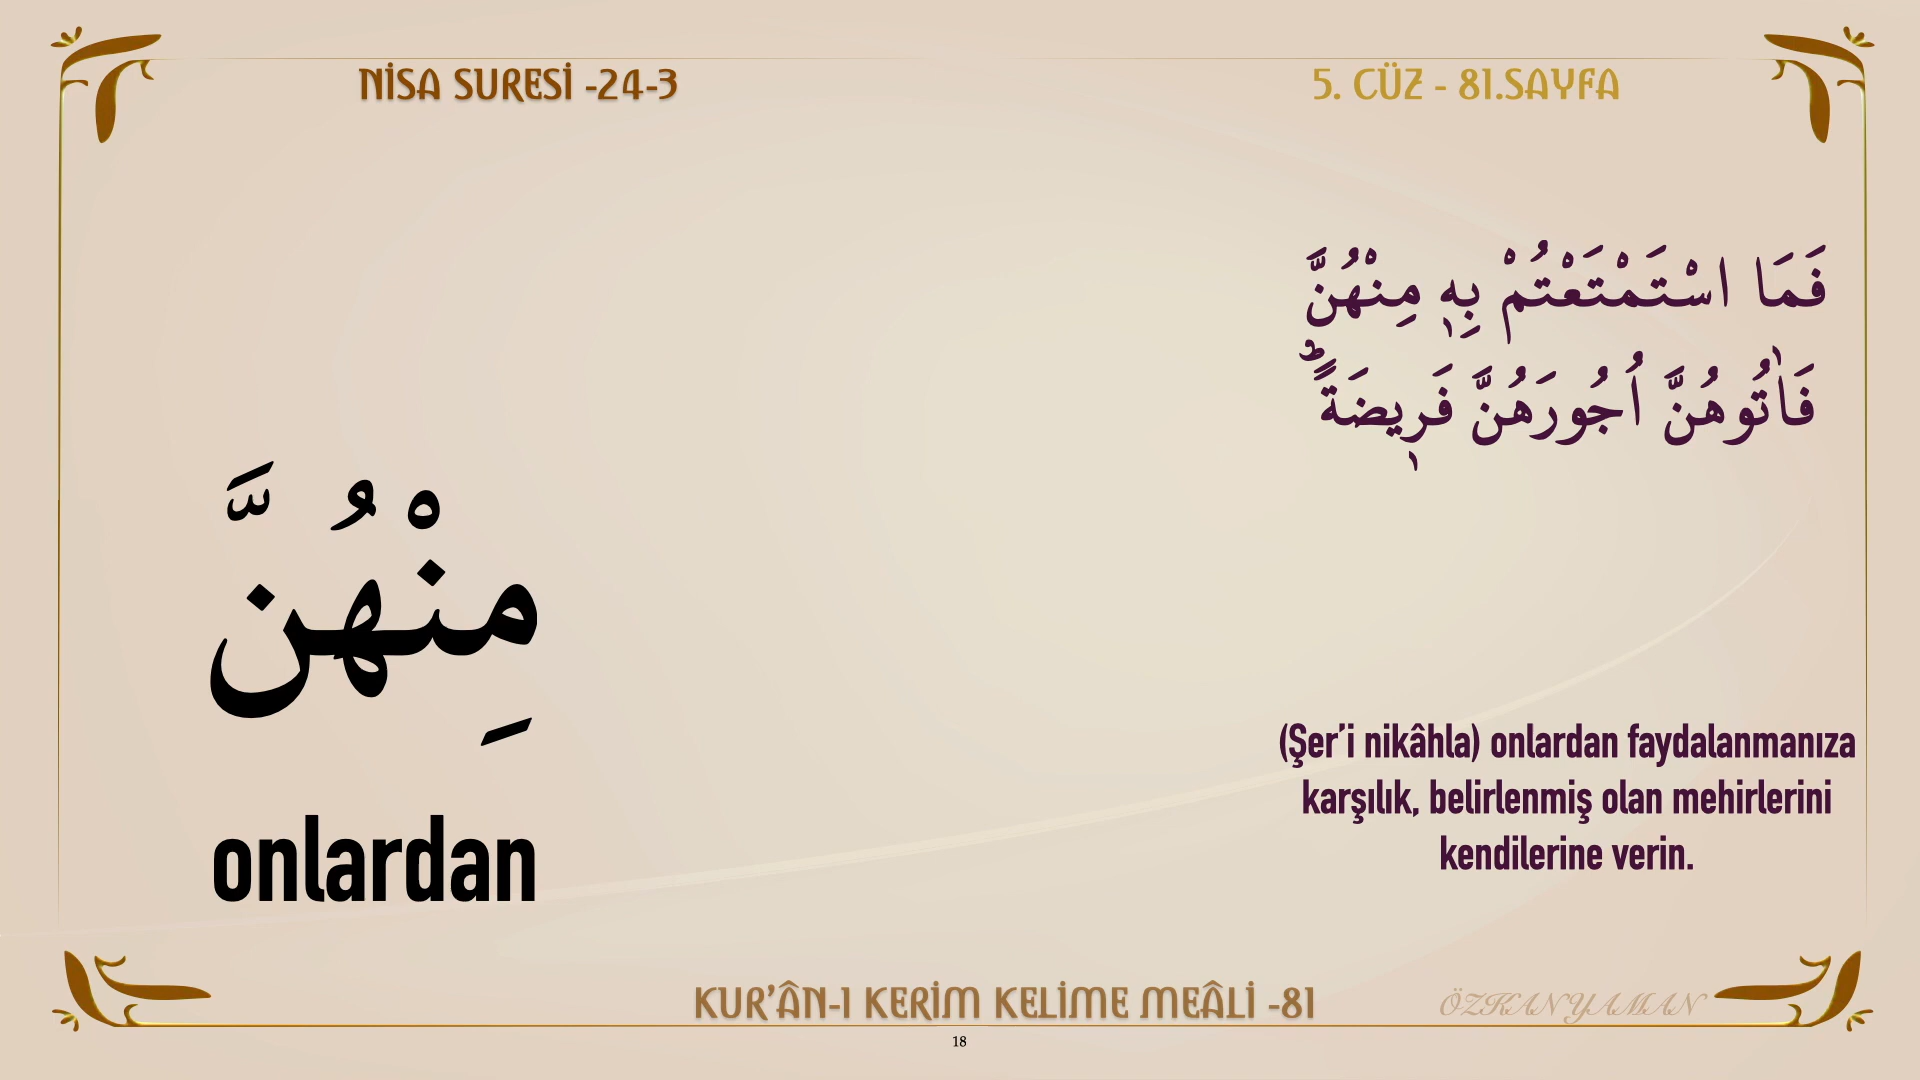 NİSA SURESİ -24-3
5. CÜZ - 81.SAYFA
فَمَا اسْتَمْتَعْتُمْ بِهٖ مِنْهُنَّ
فَاٰتُوهُنَّ اُجُورَهُنَّ فَرٖيضَةًۜ
مِنْهُنَّ
onlardan
(Şer’i nikâhla) onlardan faydalanmanıza
karşılık, belirlenmiş olan mehirlerini
kendilerine verin.
KUR’ÂN-I KERİM KELİME MEÂLİ -81
ÖZKAN YAMAN
18